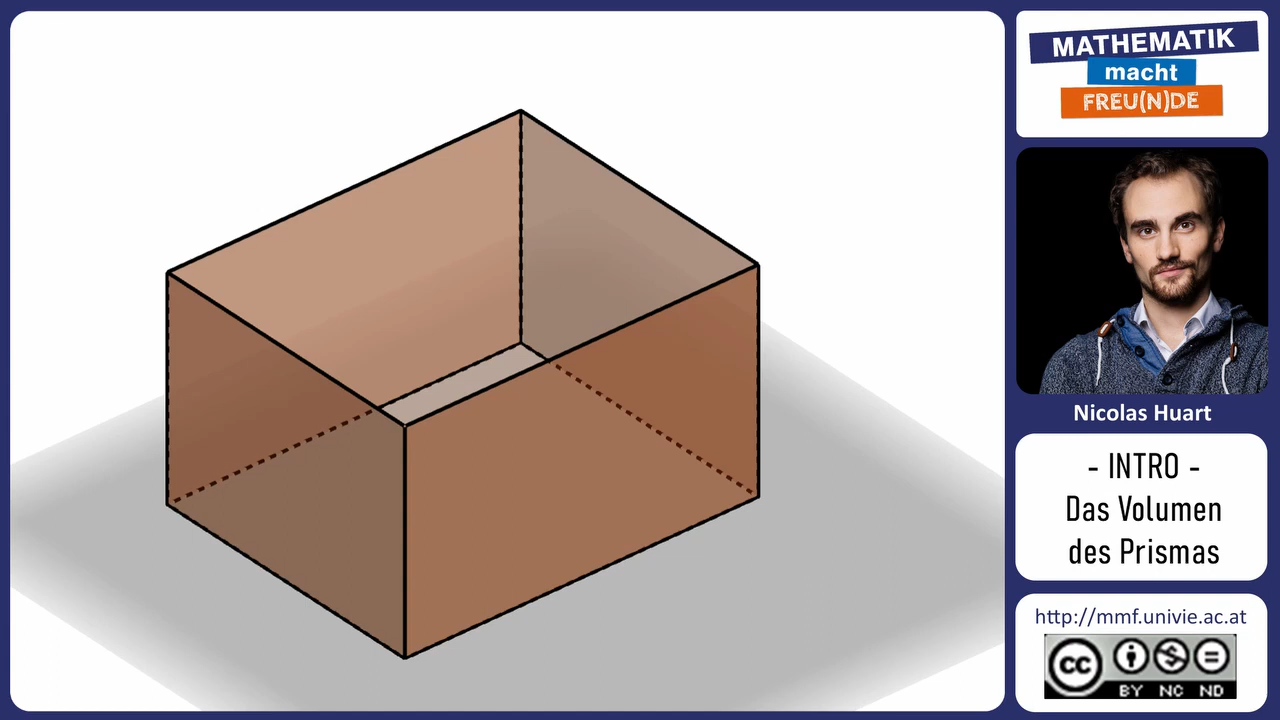 MATHEMATIK
macht
FREU(N)DE
Nicolas Huart
- INTRO -
Das Volumen
des Prismas
http://mmf.univie.ac.at
cc
BY NC ND